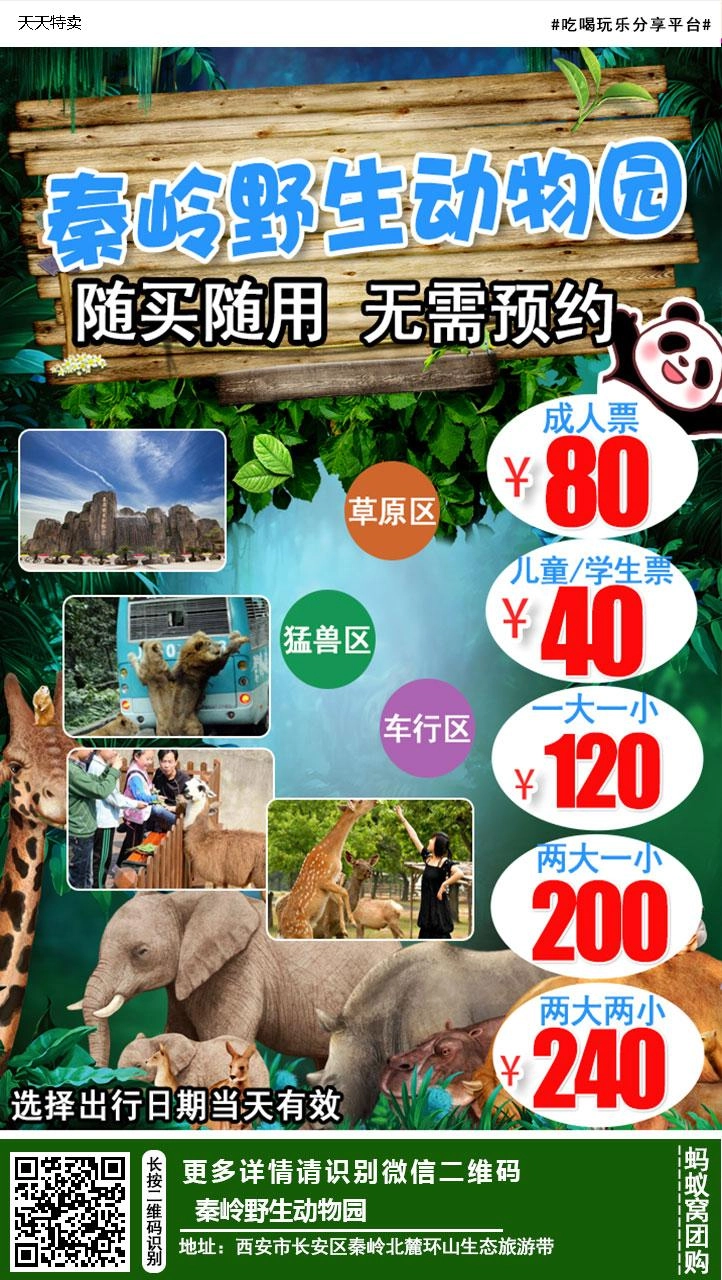 天天特卖
#吃喝玩乐分享平台#
秦岭野生动物园
随买随用 无需预约
成人票
¥80
草原区
儿童/学生票
¥40
猛兽区
一大一小
¥120
车行区
两大一小
200
两大两小
¥240
选择出行日期当天有效
长按二维码识别
更多详情请识别微信二维码
秦岭野生动物园
地址：西安市长安区秦岭北麓环山生态旅游带
蚂蚁窝团购